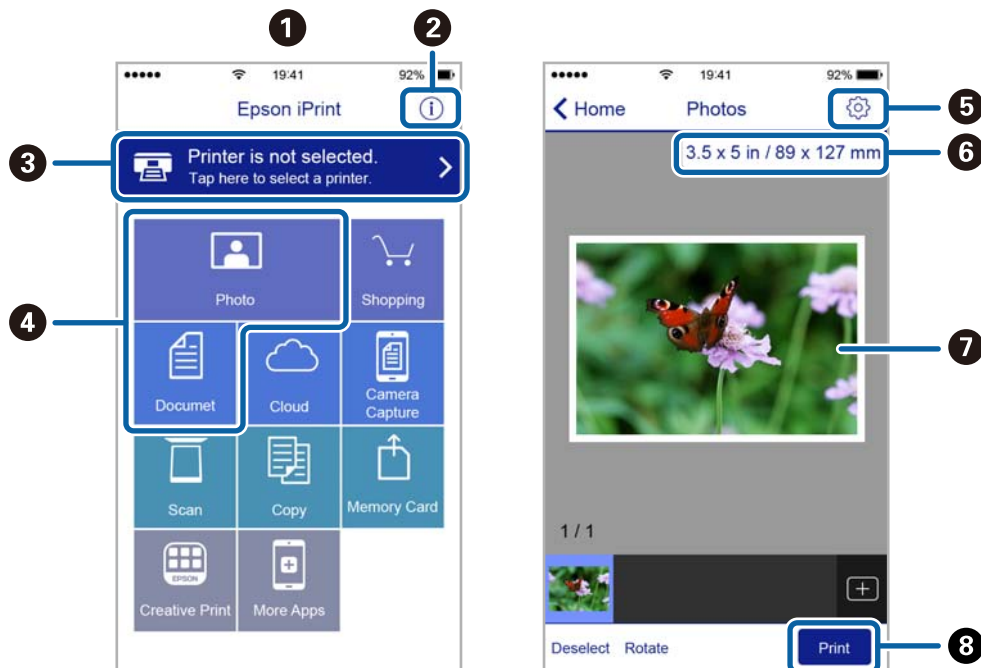 1
2
19:41
92%
Epson iPrint
3
Printer is not selected.
Tap here to select a printer.
4
Photo
Shopping
Documet
Cloud
Camera
Capture
Scan
Copy
Memory Card
EPSON
Creative Print
More Apps
19:41
92%
Home
Photos
5
3.5 x 5 in / 89 x 127 mm
6
7
1 / 1
Deselect
Rotate
Print
8